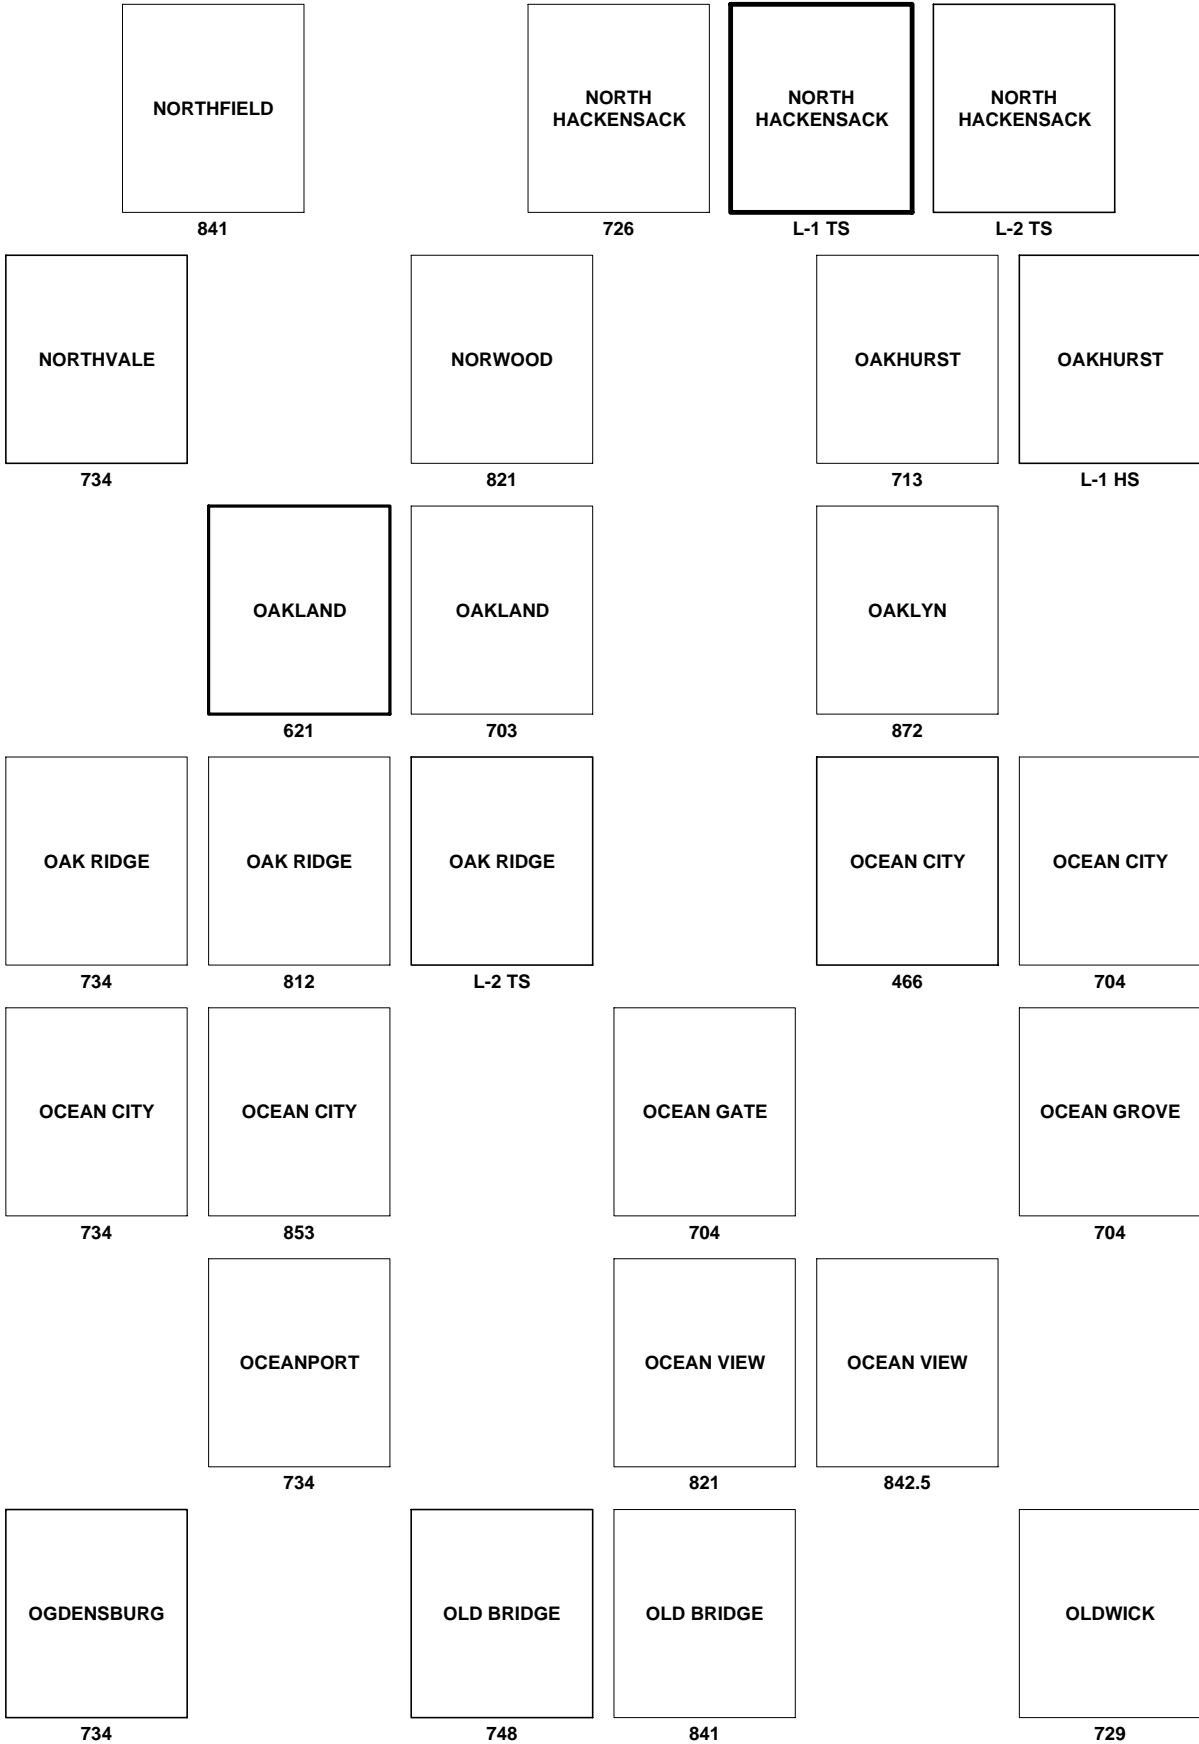 NORTHFIELD
841
NORTH
HACKENSACK
726
NORTH
HACKENSACK
L-1 TS
NORTH
HACKENSACK
L-2 TS
NORTHVALE
734
NORWOOD
821
OAKHURST
713
OAKHURST
L-1 HS
OAKLAND
621
OAKLAND
703
OAKLYN
872
OAK RIDGE
734
OAK RIDGE
812
OAK RIDGE
L-2 TS
OCEAN CITY
466
OCEAN CITY
704
OCEAN CITY
734
OCEAN CITY
853
OCEAN GATE
704
OCEAN GROVE
704
OCEANPORT
734
OCEAN VIEW
821
OCEAN VIEW
842.5
OGDENSBURG
734
OLD BRIDGE
748
OLD BRIDGE
841
OLDWICK
729